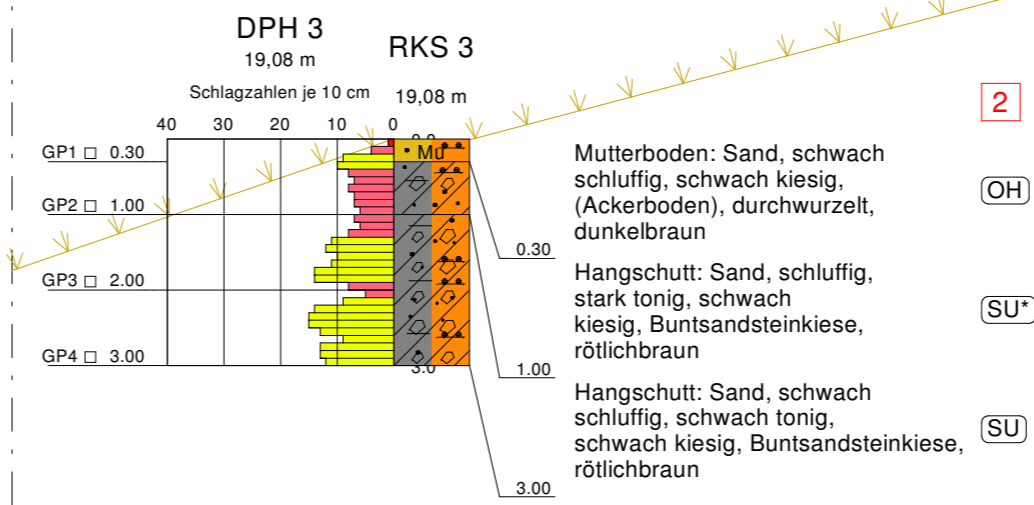 DPH 3
19,08 m
Schlagzahlen je 10 cm
RKS 3
19,08 m
40 30 20 10 0
GP1 0.30
GP2 1.00
GP3 2.00
GP4 3.00
Mu
3.0
2
Mutterboden: Sand, schwach
schluffig, schwach kiesig,
(Ackerboden), durchwurzelt,
dunkelbraun
OH
0.30
Hangschutt: Sand, schluffig,
stark tonig, schwach
kiesig, Buntsandsteinkiese,
rötlichbraun
SU*
1.00
Hangschutt: Sand, schwach
schluffig, schwach tonig,
schwach kiesig, Buntsandsteinkiese,
rötlichbraun
SU
3.00